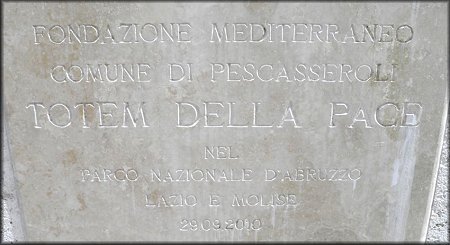 FONDAZIONE MEDITERRANEO
COMUNE DI PESCASSEROLI
TOTEM DELLA PACE
NEL
PARCO NAZIONALE D'ABRUZZO
LAZIO E MOLISE
29.09.2010